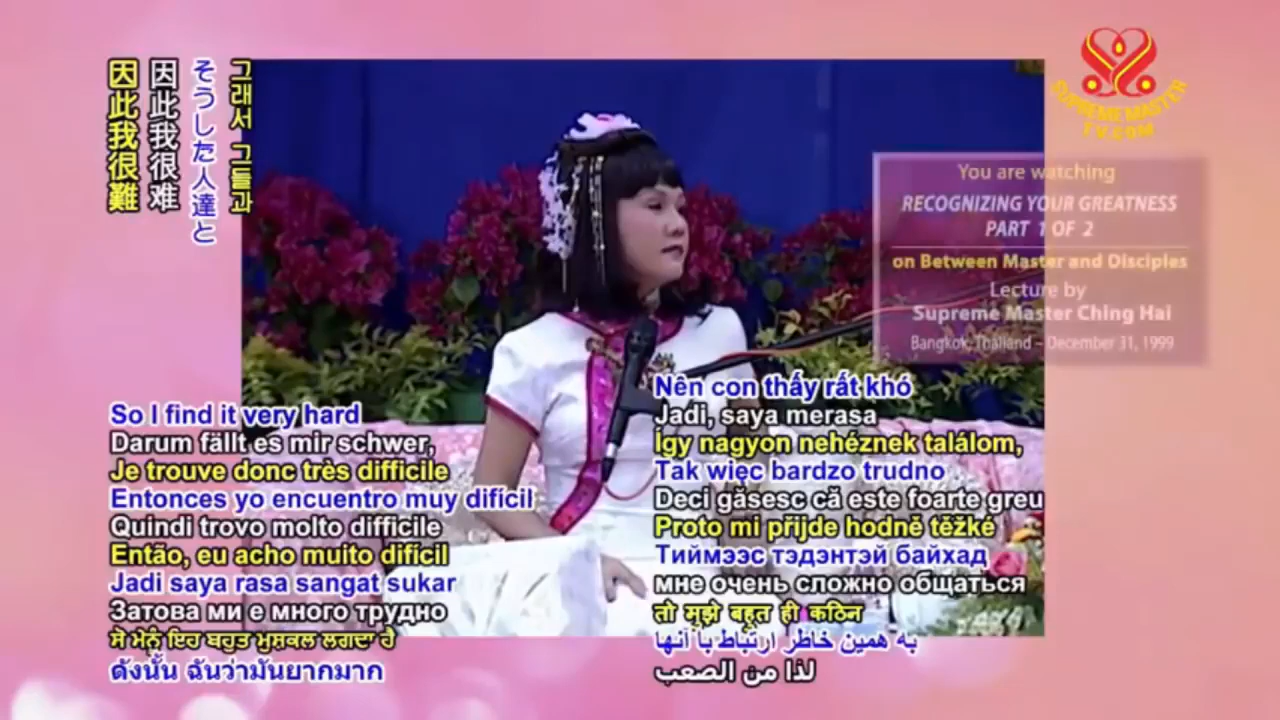 因此我很難
因此我很难
そうした人達と
그래서 그들과
SUPREME MASTER
TV.COM
You are watching
RECOGNIZING YOUR GREATNESS
PART 1 OF 2
on Between Master and Disciples
Lecture by
Supreme Master Ching Hai
Bangkok, Thailand – December 31, 1999
So I find it very hard
Darum fällt es mir schwer,
Je trouve donc très difficile
Entonces yo encuentro muy difícil
Quindi trovo molto difficile
Então, eu acho muito difícil
Jadi saya rasa sangat sukar
Затова ми е много трудно
ਸੋ ਮੈਨੂੰ ਇਹ ਬਹੁਤ ਮੁਸ਼ਕਲ ਲਗਦਾ ਹੈ
ดังนั้น ฉันว่ามันยากมาก
Nên con thấy rất khó
Jadi, saya merasa
Így nagyon nehéznek találom,
Tak więc bardzo trudno
Deci găsesc că este foarte greu
Proto mi přijde hodně těžké
Тиймээс тэдэнтэй байхад
мне очень сложно общаться
तो मुझे बहुत ही कठिन
به همین خاطر ارتباط با آنها
لذا من الصعب